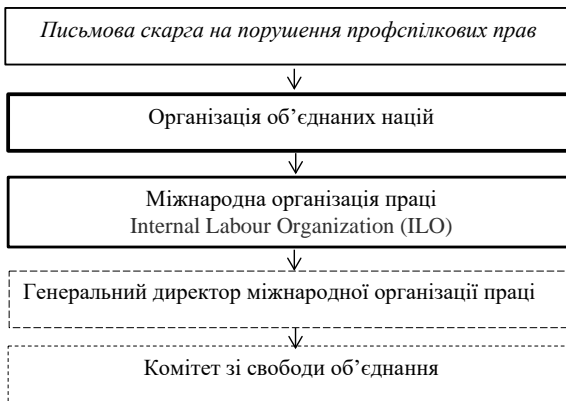 Письмова скарга на порушення профспілкових прав
Організація об’єднаних націй
Міжнародна організація праці
Internal Labour Organization (ILO)
Генеральний директор міжнародної організації праці
Комітет зі свободи об’єднання